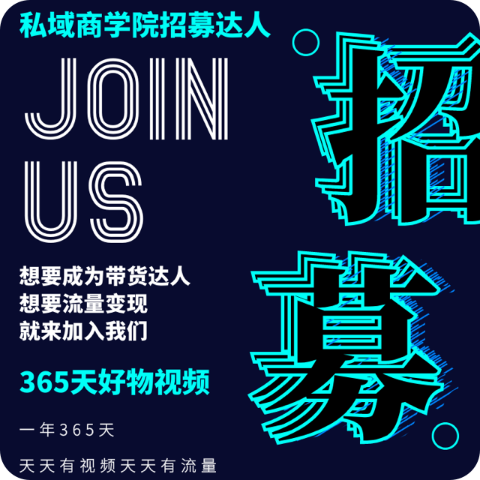 私域商学院招募达人
JOIN
US
招
募
想要成为带货达人
想要流量变现
就来加入我们
365天好物视频
一年365天
天天有视频天天有流量